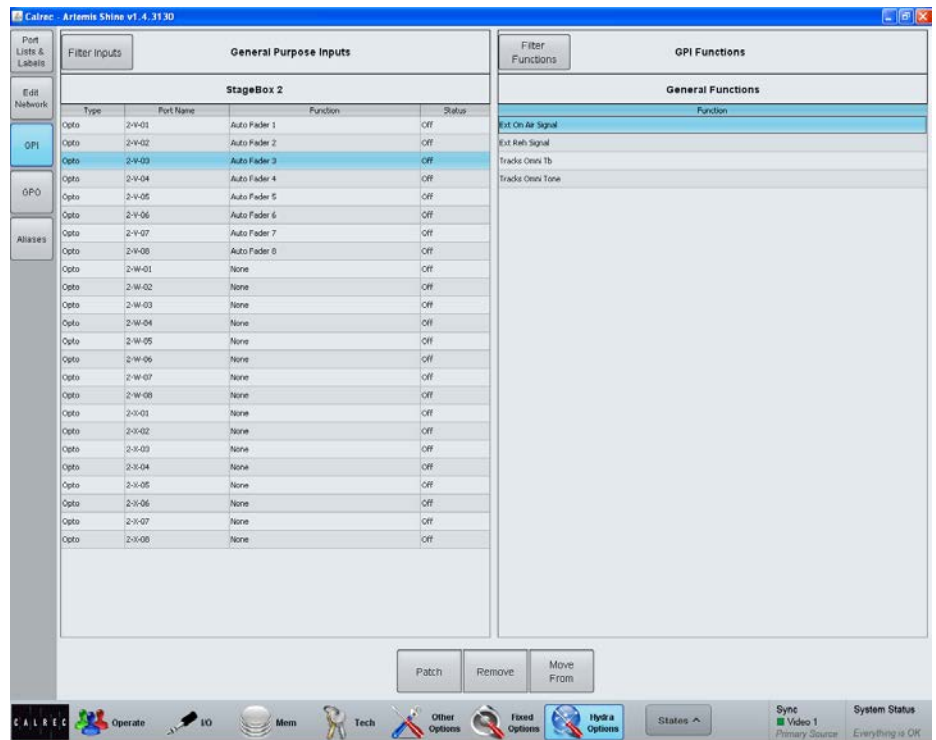 Calrec - Artemis Shine v1.4.3130
Port Lists & Labels
Edit Network
GPI
GPO
Aliases
Filter Inputs
General Purpose Inputs
StageBox 2
Type Port Name Function Status
Opto 2-V-01 Auto Fader 1 Off
Opto 2-V-02 Auto Fader 2 Off
Opto 2-V-03 Auto Fader 3 Off
Opto 2-V-04 Auto Fader 4 Off
Opto 2-V-05 Auto Fader 5 Off
Opto 2-V-06 Auto Fader 6 Off
Opto 2-V-07 Auto Fader 7 Off
Opto 2-V-08 Auto Fader 8 Off
Opto 2-W-01 None Off
Opto 2-W-02 None Off
Opto 2-W-03 None Off
Opto 2-W-04 None Off
Opto 2-W-05 None Off
Opto 2-W-06 None Off
Opto 2-W-07 None Off
Opto 2-W-08 None Off
Opto 2-X-01 None Off
Opto 2-X-02 None Off
Opto 2-X-03 None Off
Opto 2-X-04 None Off
Opto 2-X-05 None Off
Opto 2-X-06 None Off
Opto 2-X-07 None Off
Opto 2-X-08 None Off
Filter Functions
GPI Functions
General Functions
Function
Ext On Air Signal
Ext Reh Signal
Tracks Omni Tb
Tracks Omni Tone
Patch
Remove
Move From
CALREC
Operate
I/O
Mem
Tech
Other Options
Fixed Options
Hydra Options
States ^
Sync
Video 1
Primary Source
System Status
Everything is OK